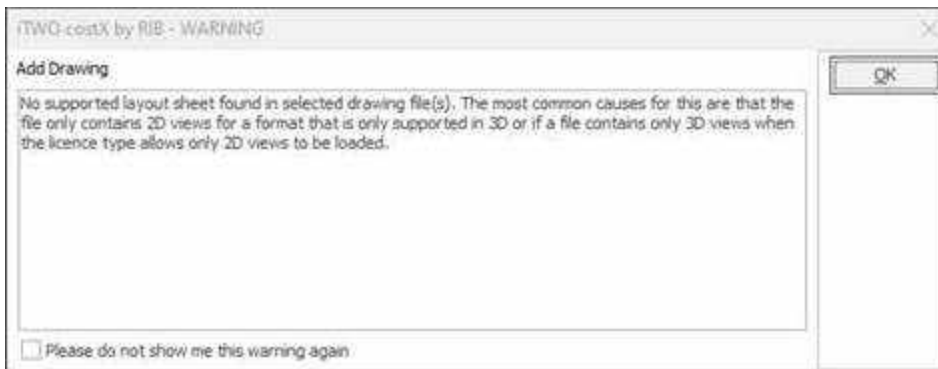 iTWO costX by RIB - WARNING
Add Drawing
OK
No supported layout sheet found in selected drawing file(s). The most common causes for this are that the
file only contains 2D views for a format that is only supported in 3D or if a file contains only 3D views when
the licence type allows only 2D views to be loaded.
Please do not show me this warning again